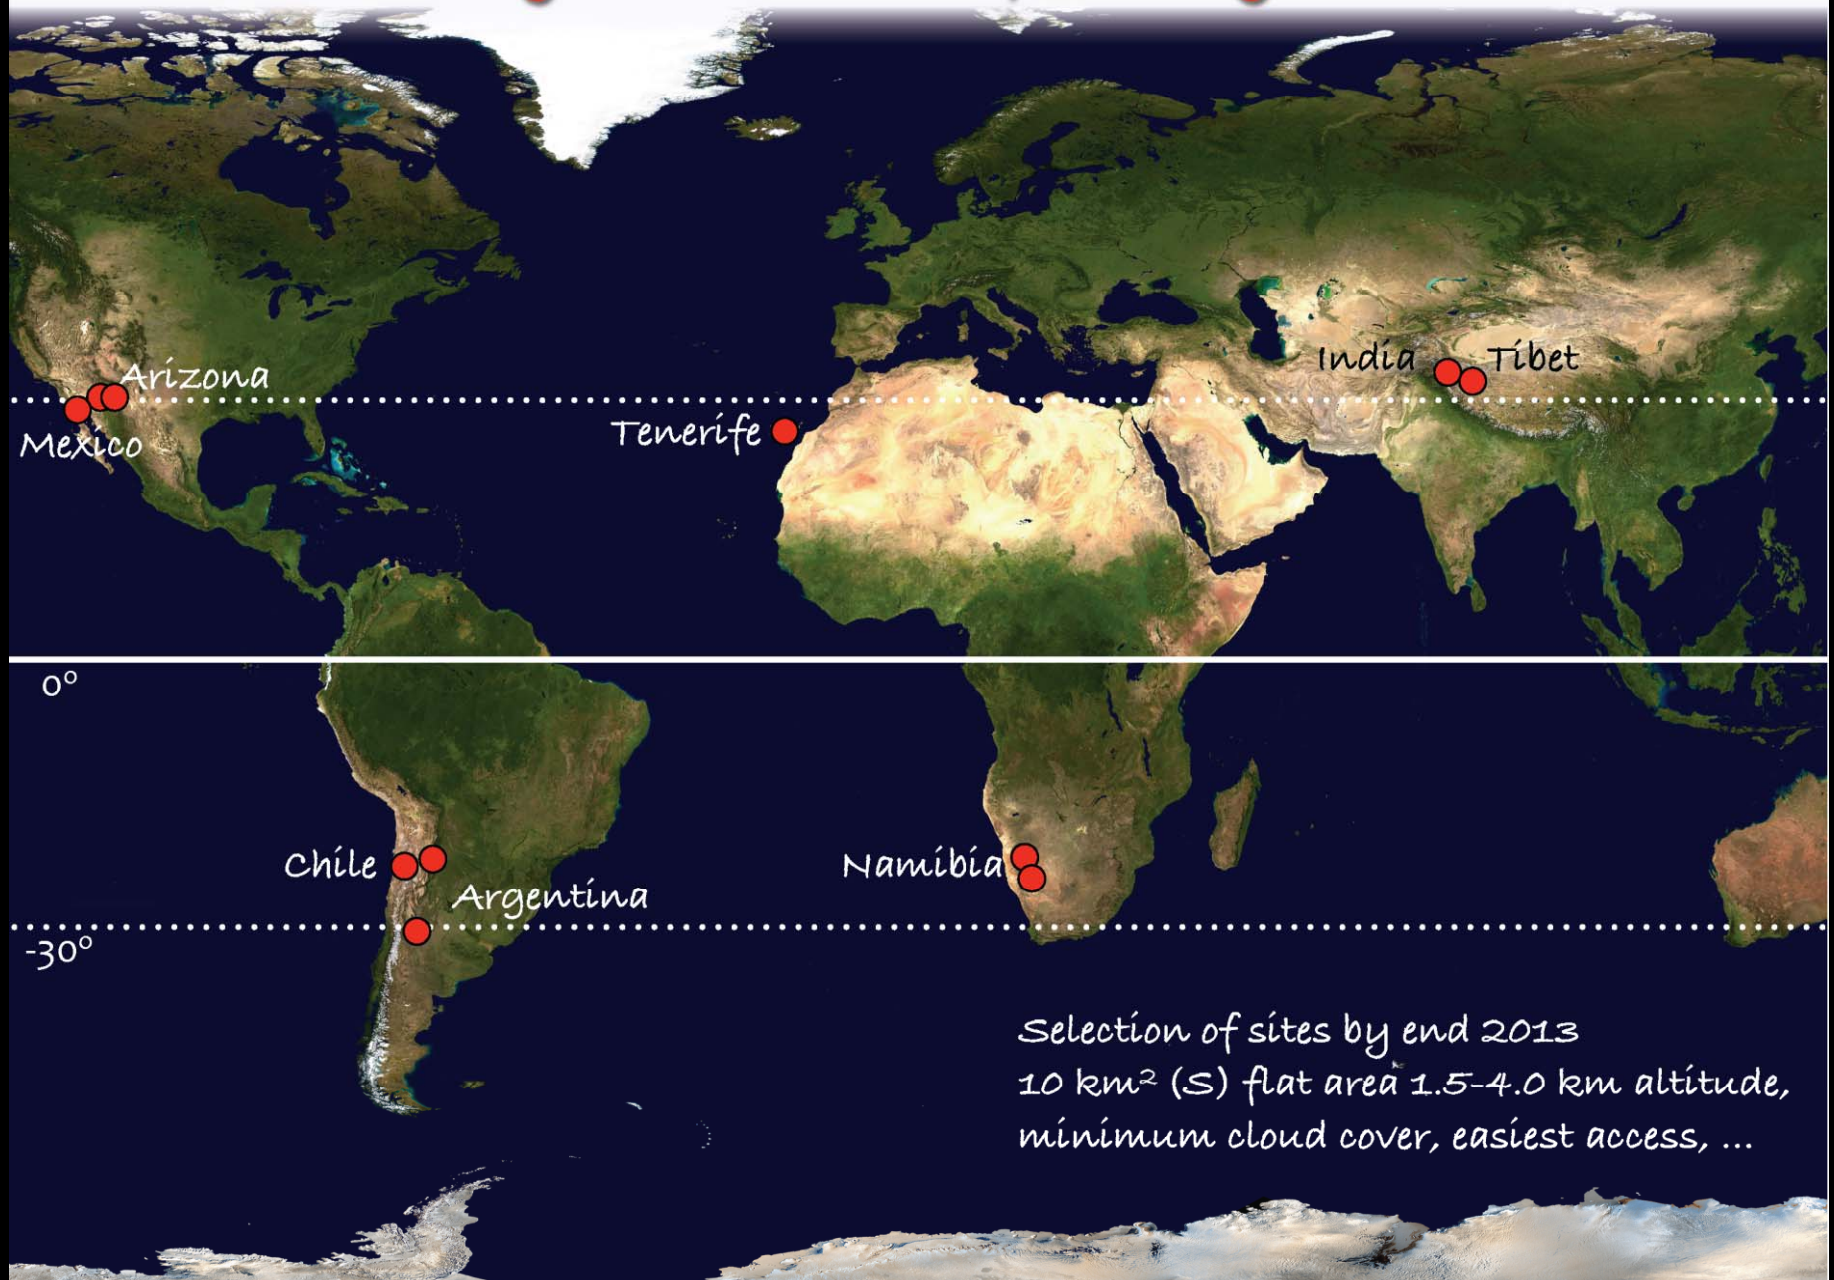 Arizona
Mexico
Tenerife
India
Tibet
0°
Chile
Argentina
Namibia
-30°
Selection of sites by end 2013
10 km² (S) flat area 1.5-4.0 km altitude,
minimum cloud cover, easiest access, ...